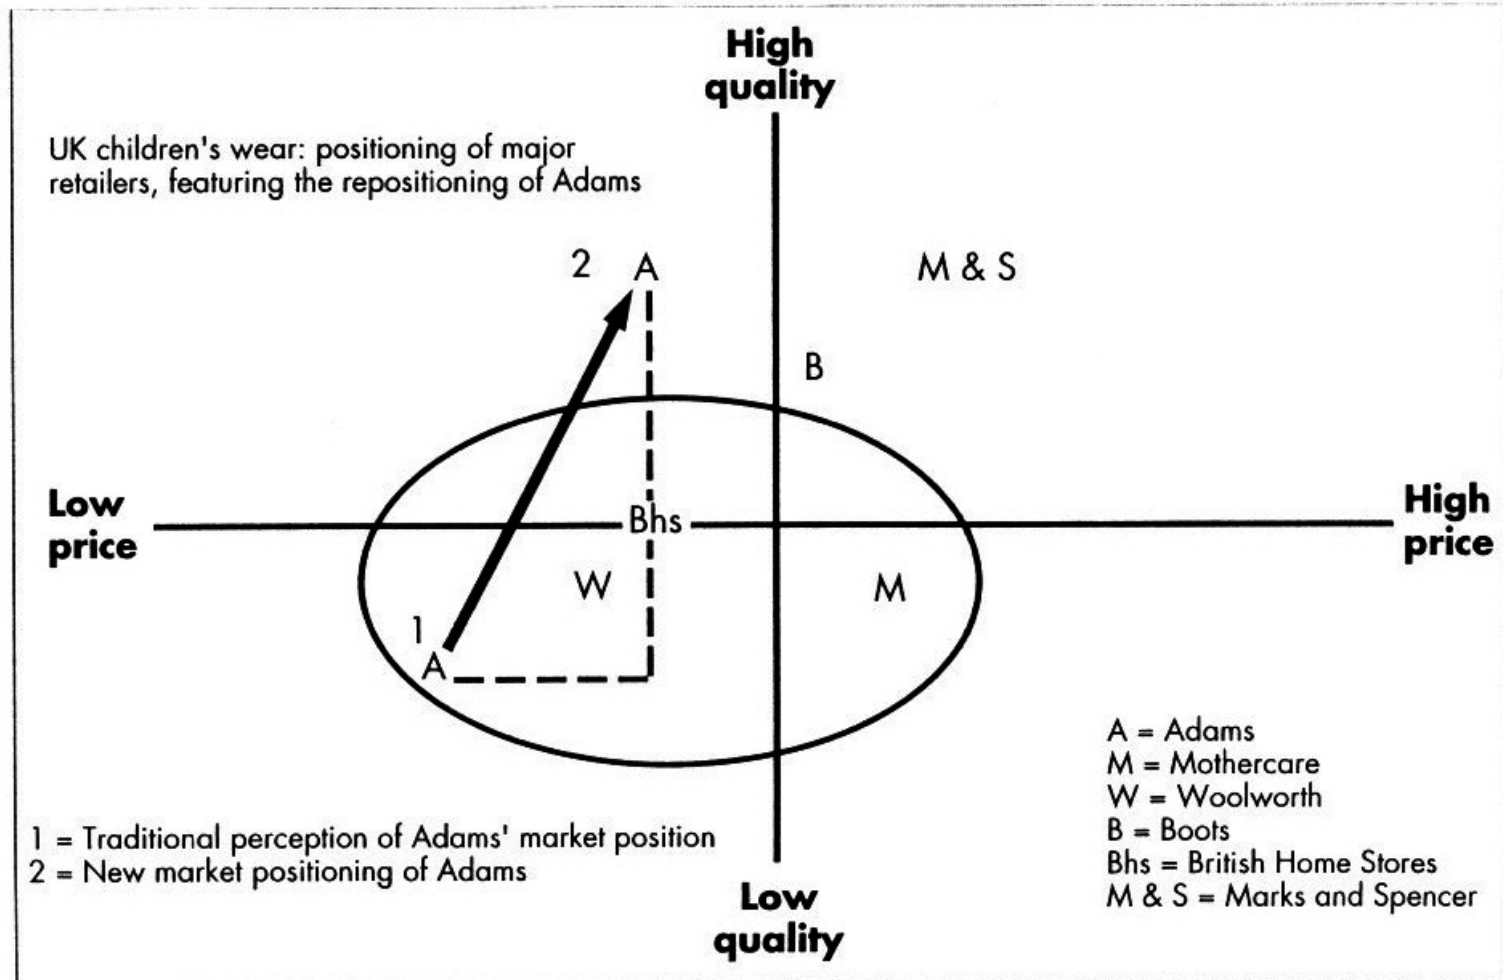 High
quality
UK children's wear: positioning of major
retailers, featuring the repositioning of Adams
2 A
M & S
B
Low
price
Bhs
High
price
W
M
1
A
A = Adams
M = Mothercare
W = Woolworth
B = Boots
Bhs = British Home Stores
M & S = Marks and Spencer
1 = Traditional perception of Adams' market position
2 = New market positioning of Adams
Low
quality